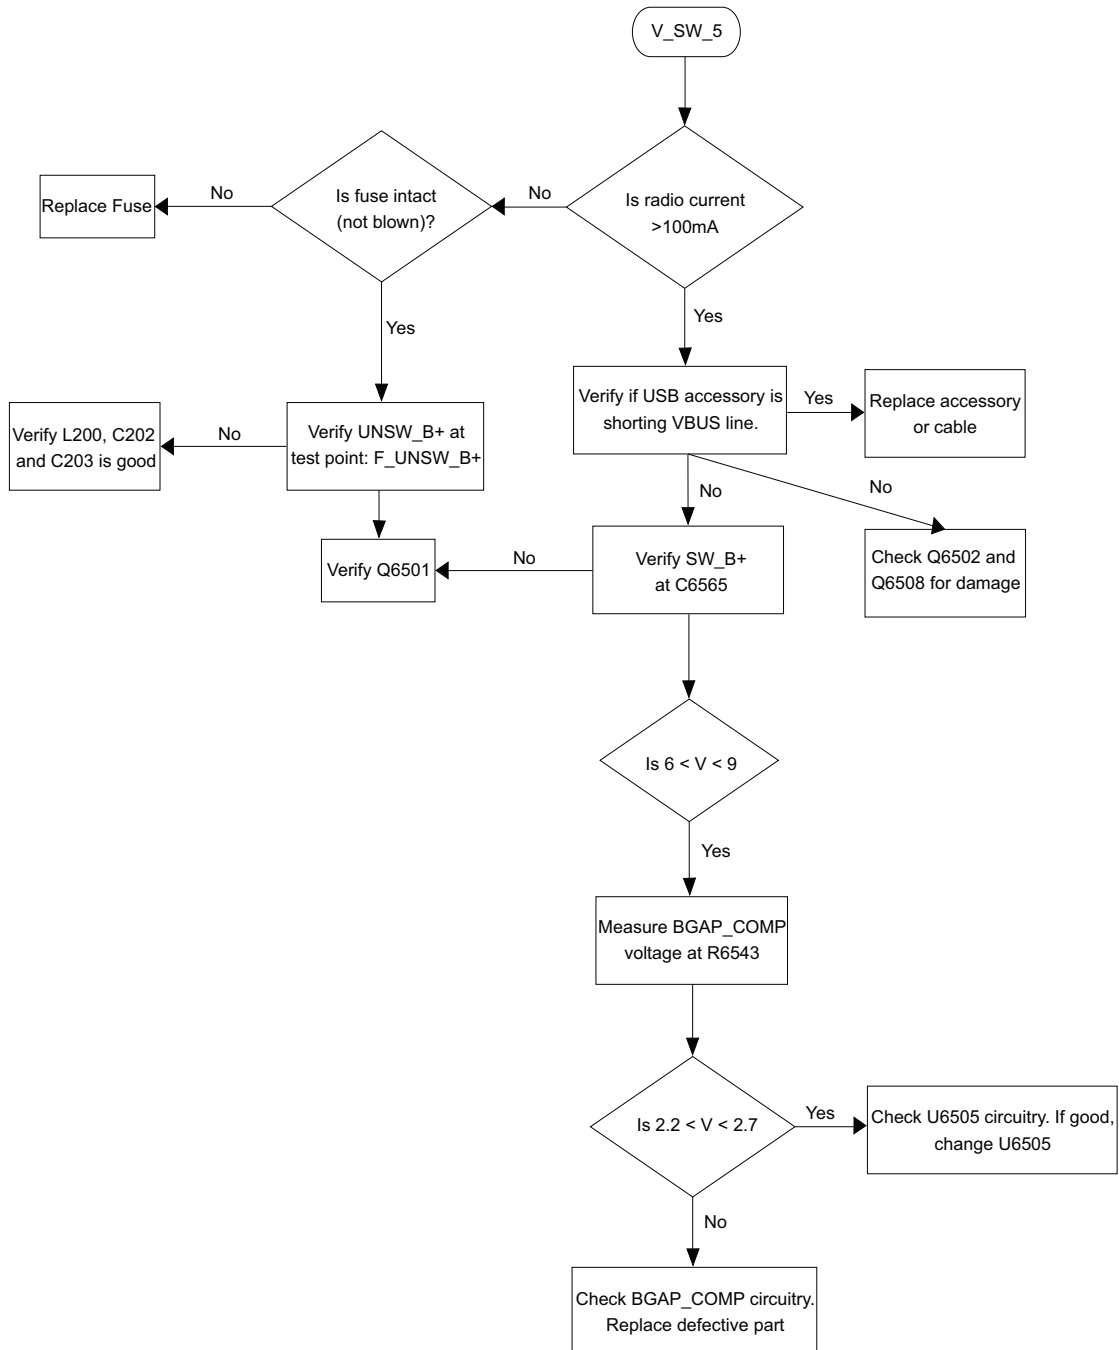 V_SW_5
Is radio current
>100mA
No
Is fuse intact
(not blown)?
No
Replace Fuse
Yes
Yes
Verify USB accessory is
shorting VBUS line.
Yes
Replace accessory
or cable
Verify UNSW_B+ at
test point: F_UNSW_B+
No
Verify L200, C202
and C203 is good
No
No
Verify Q6501
No
Verify SW_B+
at C6565
Check Q6502 and
Q6508 for damage
Is 6 < V < 9
Yes
Measure BGAP_COMP
voltage at R6543
Is 2.2 < V < 2.7
Yes
Check U6505 circuitry. If good,
change U6505
No
Check BGAP_COMP circuitry.
Replace defective part